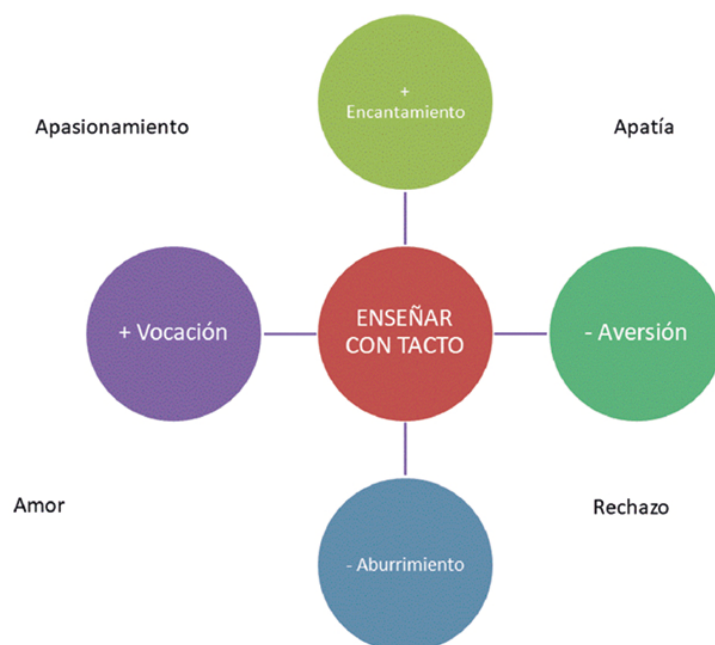 +
Encantamiento
Apasionamiento
Apatía
+ Vocación
ENSEÑAR
CON TACTO
- Aversión
Amor
Rechazo
- Aburrimiento